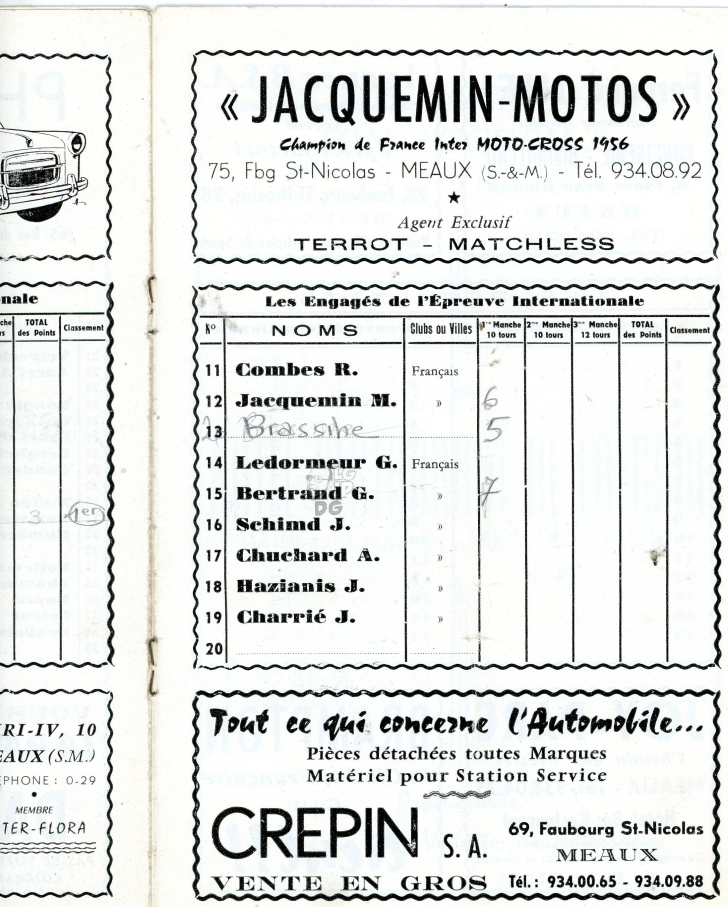 nale
che TOTAL Classement
rs des Points
3 1er
RI-IV, 10
EAUX (S.M.)
ÉPHONE : 0-29
MEMBRE
TER-FLORA
« JACQUEMIN-MOTOS »
Champion de France Inter MOTO-CROSS 1956
75, Fbg St-Nicolas - MEAUX (S.-&-M.) - Tél. 934.08.92
Agent Exclusif
TERROT - MATCHLESS
Les Engagés de l'Épreuve Internationale
No NOMS Clubs ou Villes 1re Manche 10 tours 2me Manche 10 tours 3me Manche 12 tours TOTAL des Points Classement
11 Combes R. Français
12 Jacquemin M. » 6
13 Brassine 5
14 Ledormeur G. Français
15 Bertrand G. » 7
DG
16 Schimd J. »
17 Chuchard A. »
18 Hazianis J. »
19 Charrié J. »
20
Tout ce qui concerne l'Automobile...
Pièces détachées toutes Marques
Matériel pour Station Service
CREPIN S. A. 69, Faubourg St-Nicolas
MEAUX
VENTE EN GROS Tél. : 934.00.65 - 934.09.88